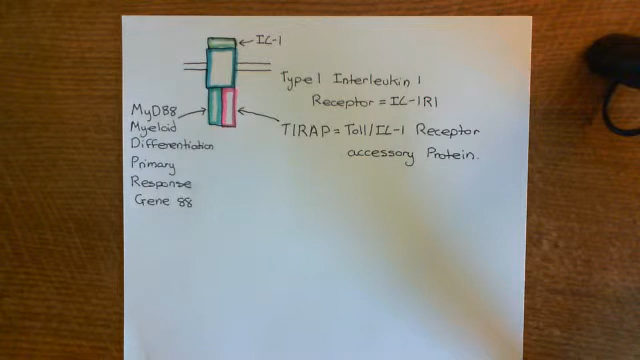 IL-1
Type 1 Interleukin 1
Receptor = IL-1R1
MyD88
Myeloid
Differentiation
Primary
Response
Gene 88
TIRAP = Toll/IL-1 Receptor
accessory Protein.